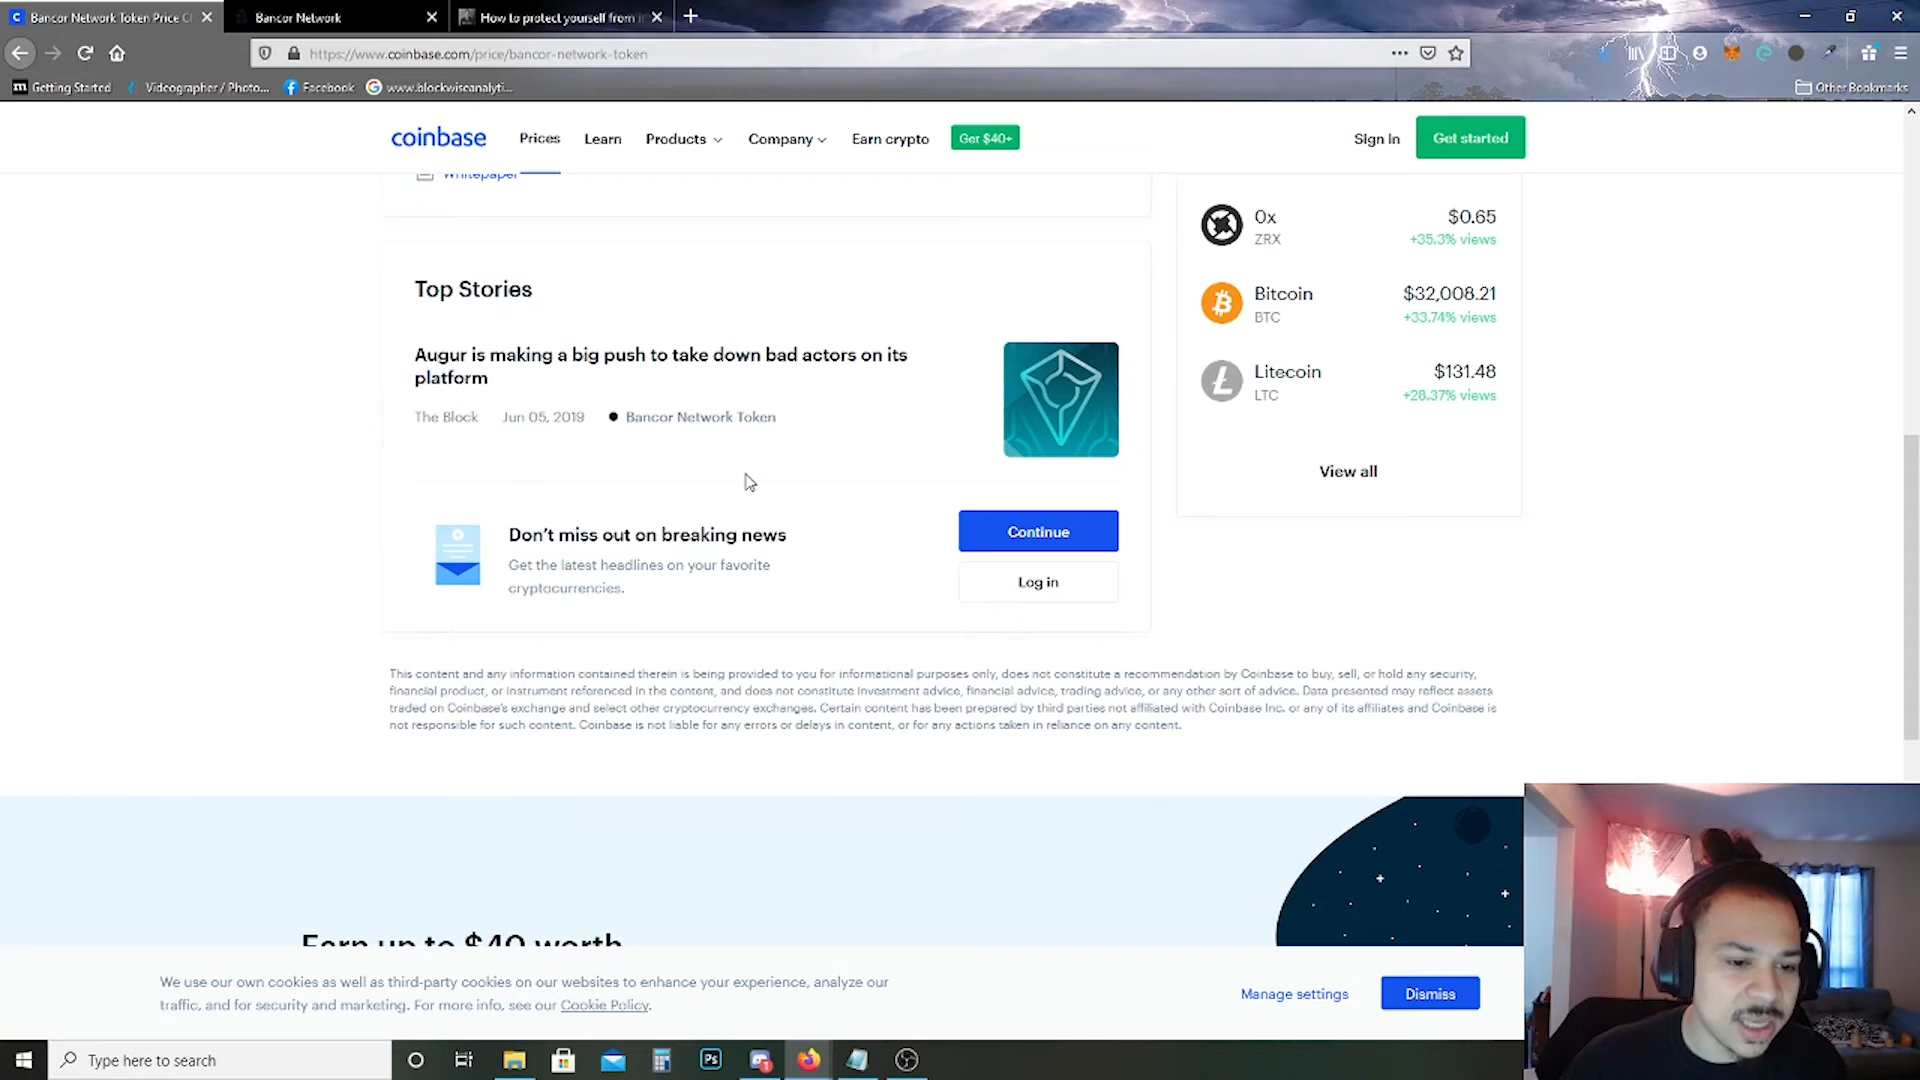 Bancor Network Token Price C
Bancor Network
How to protect yourself from i
https://www.coinbase.com/price/bancor-network-token
Getting Started
Videographer / Photo...
Facebook
www.blockwiseanalyti...
Other Bookmarks
coinbase
Prices
Learn
Products
Company
Earn crypto
Get $40+
Sign In
Get started
Whitepaper
0x
$0.65
ZRX
+35.3% views
Bitcoin
$32,008.21
BTC
+33.74% views
Litecoin
$131.48
LTC
+28.37% views
View all
Top Stories
Augur is making a big push to take down bad actors on its
platform
The Block Jun 05, 2019 Bancor Network Token
Don't miss out on breaking news
Get the latest headlines on your favorite
cryptocurrencies.
Continue
Log in
This content and any information contained therein is being provided to you for informational purposes only, does not constitute a recommendation by Coinbase to buy, sell, or hold any security,
financial product, or instrument referenced in the content, and does not constitute investment advice, financial advice, trading advice, or any other sort of advice. Data presented may reflect assets
traded on Coinbase's exchange and select other cryptocurrency exchanges. Certain content has been prepared by third parties not affiliated with Coinbase Inc. or any of its affiliates and Coinbase is
not responsible for such content. Coinbase is not liable for any errors or delays in content, or for any actions taken in reliance on any content.
Earn up to $40 worth
We use our own cookies as well as third-party cookies on our websites to enhance your experience, analyze our
traffic, and for security and marketing. For more info, see our Cookie Policy.
Manage settings
Dismiss
Type here to search
Ps